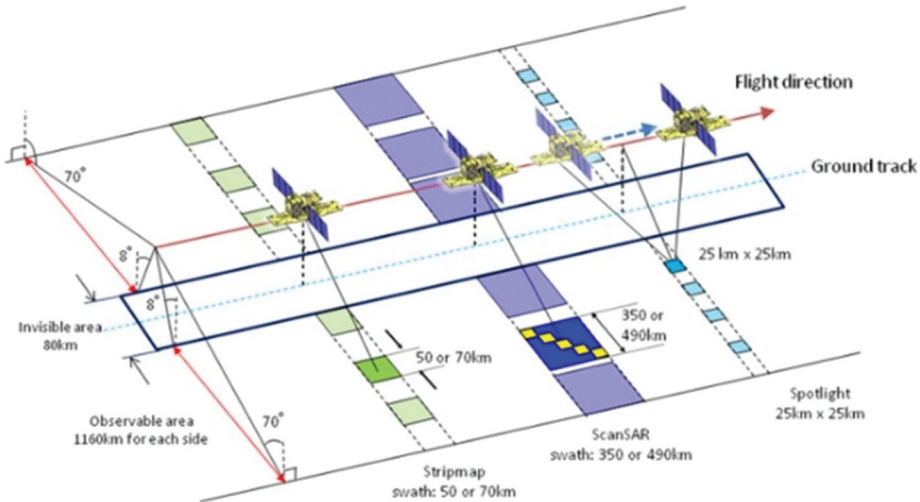 Flight direction
Ground track
70°
8°
8°
25 km x 25km
Invisible area
80km
350 or
490km
50 or 70km
Observable area
1160km for each side
70°
Spotlight
25km x 25km
ScanSAR
swath: 350 or 490km
Stripmap
swath: 50 or 70km